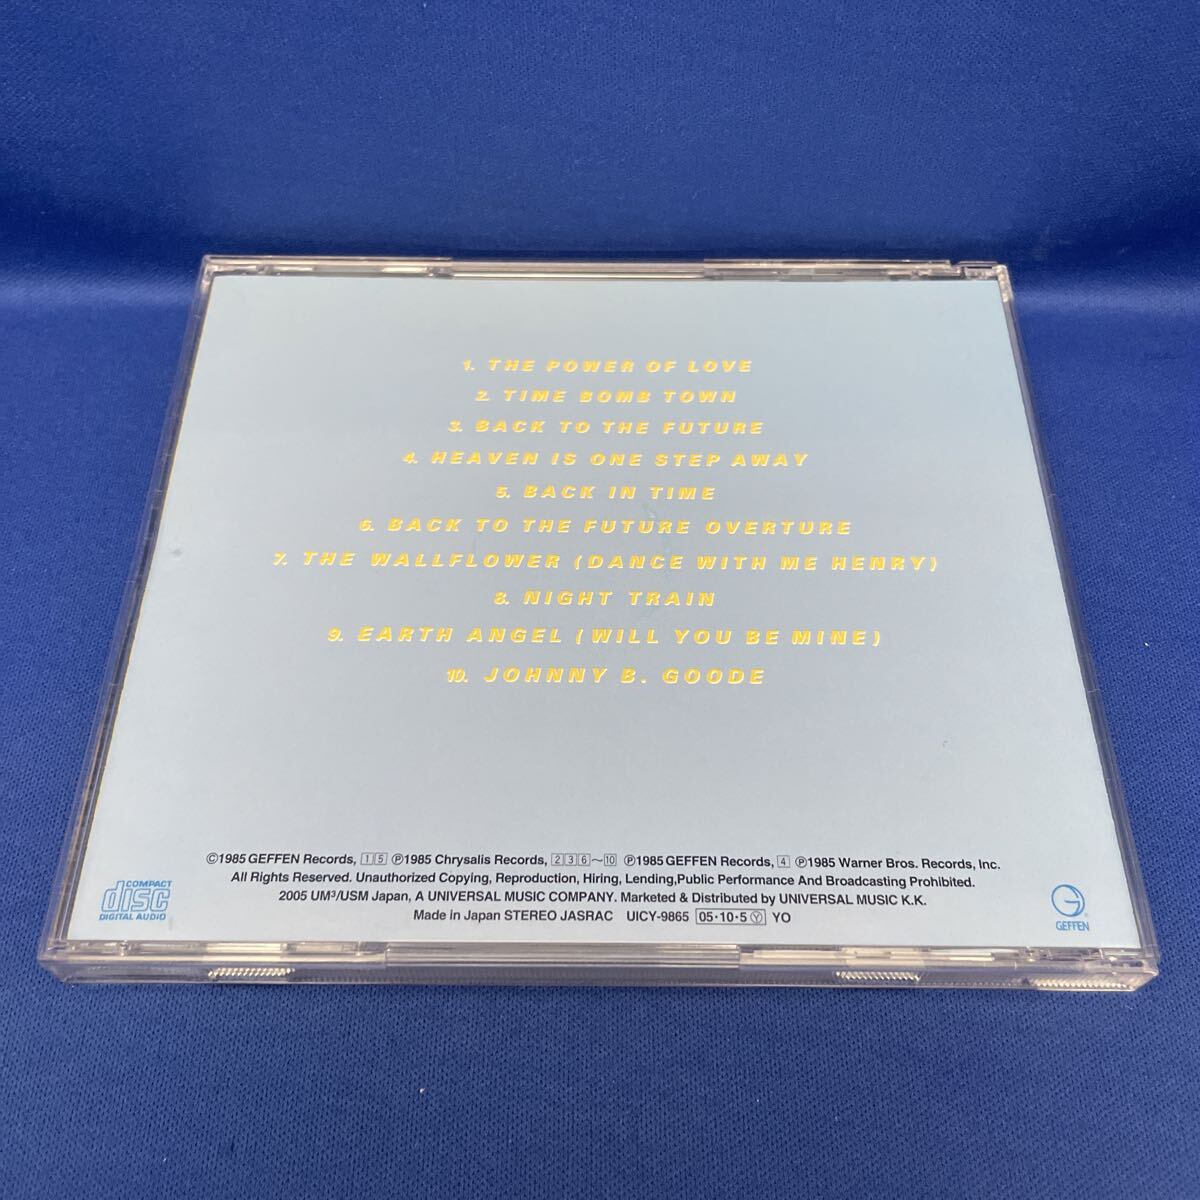 1. THE POWER OF LOVE
2. TIME BOMB TOWN
3. BACK TO THE FUTURE
4. HEAVEN IS ONE STEP AWAY
5. BACK IN TIME
6. BACK TO THE FUTURE OVERTURE
7. THE WALLFLOWER (DANCE WITH ME HENRY)
8. NIGHT TRAIN
9. EARTH ANGEL (WILL YOU BE MINE)
10. JOHNNY B. GOODE
©1985 GEFFEN Records, 1 5 ℗1985 Chrysalis Records, 2 3 6～10 ℗1985 GEFFEN Records, 4 ℗1985 Warner Bros. Records, Inc.
All Rights Reserved. Unauthorized Copying, Reproduction, Hiring, Lending,Public Performance And Broadcasting Prohibited.
2005 UM³/USM Japan, A UNIVERSAL MUSIC COMPANY. Marketed & Distributed by UNIVERSAL MUSIC K.K.
Made in Japan STEREO JASRAC UICY-9865 05·10·5 Ⓨ YO
COMPACT
disc
DIGITAL AUDIO
G
GEFFEN